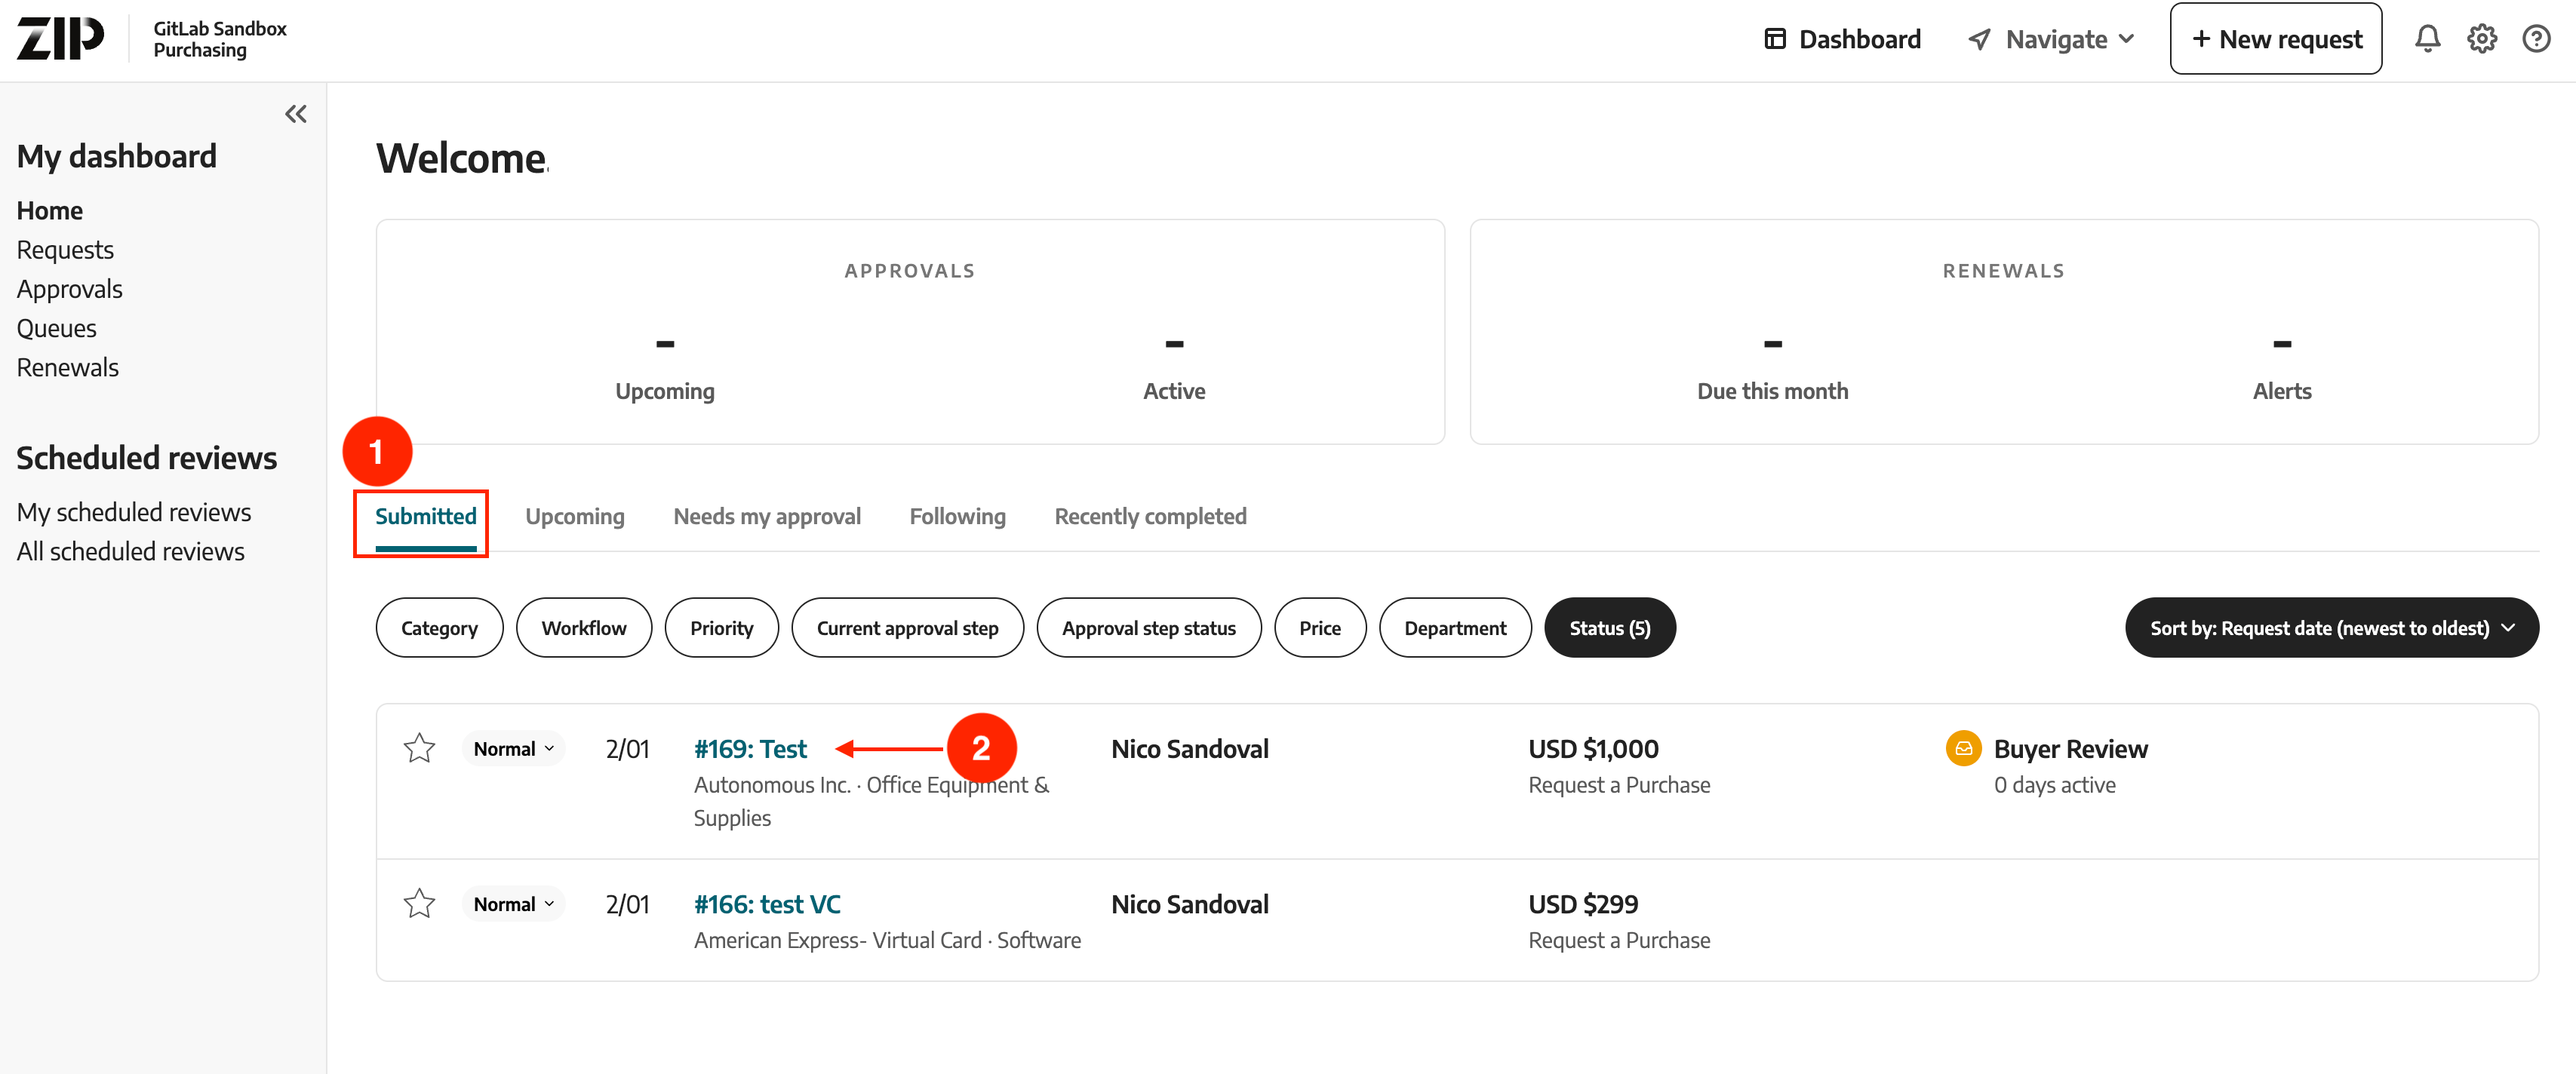 ZIP
GitLab Sandbox
Purchasing
Dashboard
Navigate
+ New request
My dashboard
Home
Requests
Approvals
Queues
Renewals
Scheduled reviews
My scheduled reviews
All scheduled reviews
Welcome
APPROVALS
-
Upcoming
-
Active
RENEWALS
-
Due this month
-
Alerts
1
Submitted
Upcoming
Needs my approval
Following
Recently completed
Category
Workflow
Priority
Current approval step
Approval step status
Price
Department
Status (5)
Sort by: Request date (newest to oldest)
Normal
2/01
#169: Test
2
Autonomous Inc. · Office Equipment &
Supplies
Nico Sandoval
USD $1,000
Request a Purchase
Buyer Review
0 days active
Normal
2/01
#166: test VC
American Express- Virtual Card · Software
Nico Sandoval
USD $299
Request a Purchase